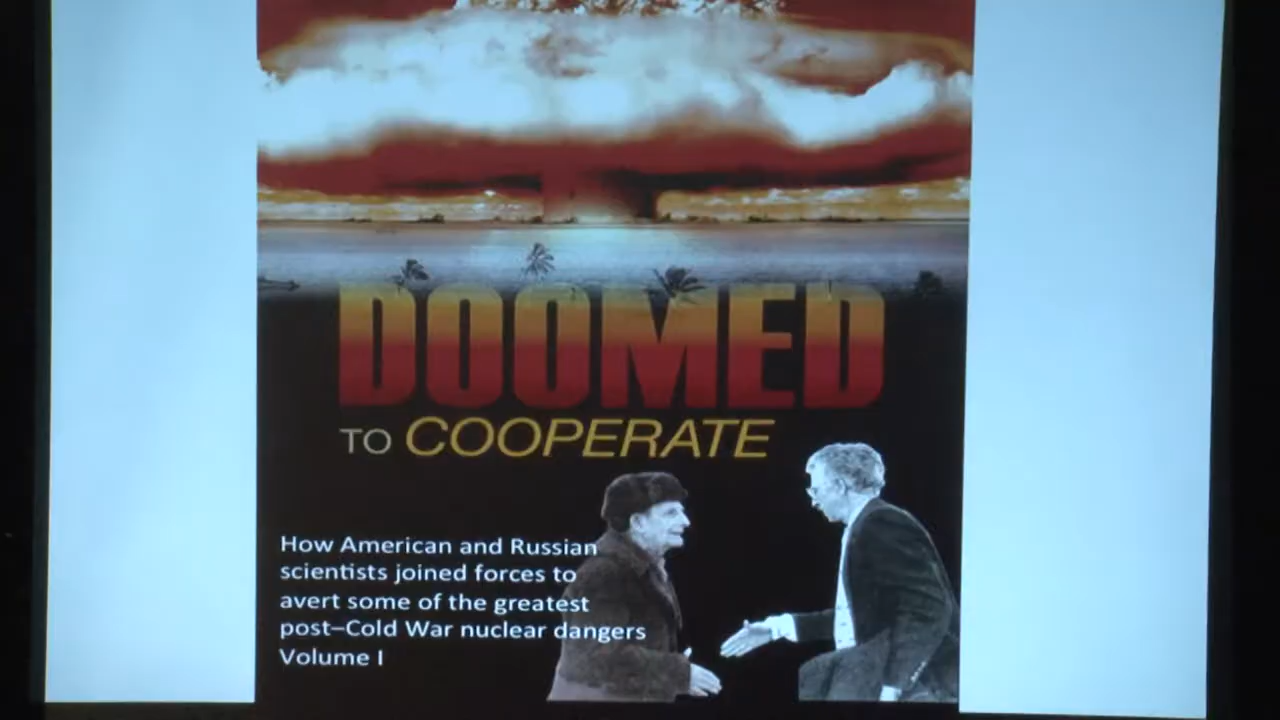 DOOMED
TO COOPERATE
How American and Russian
scientists joined forces to
avert some of the greatest
post–Cold War nuclear dangers
Volume I